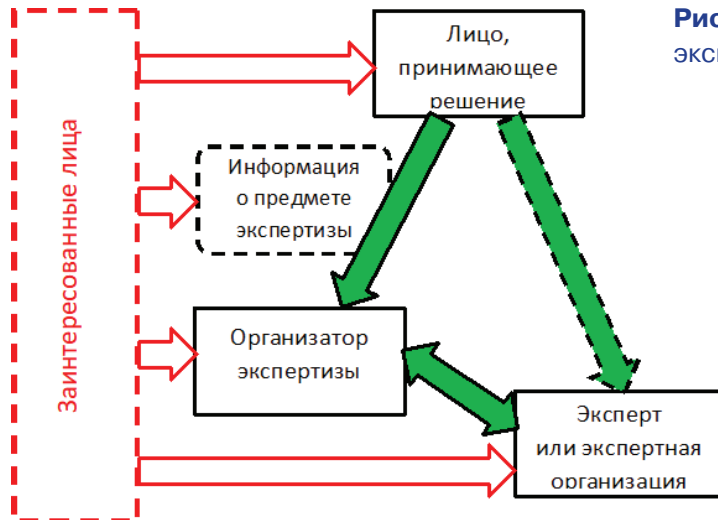 Рис
экс
Лицо,
принимающее
решение
Информация
о предмете
экспертизы
Заинтересованные лица
Организатор
экспертизы
Эксперт
или экспертная
организация